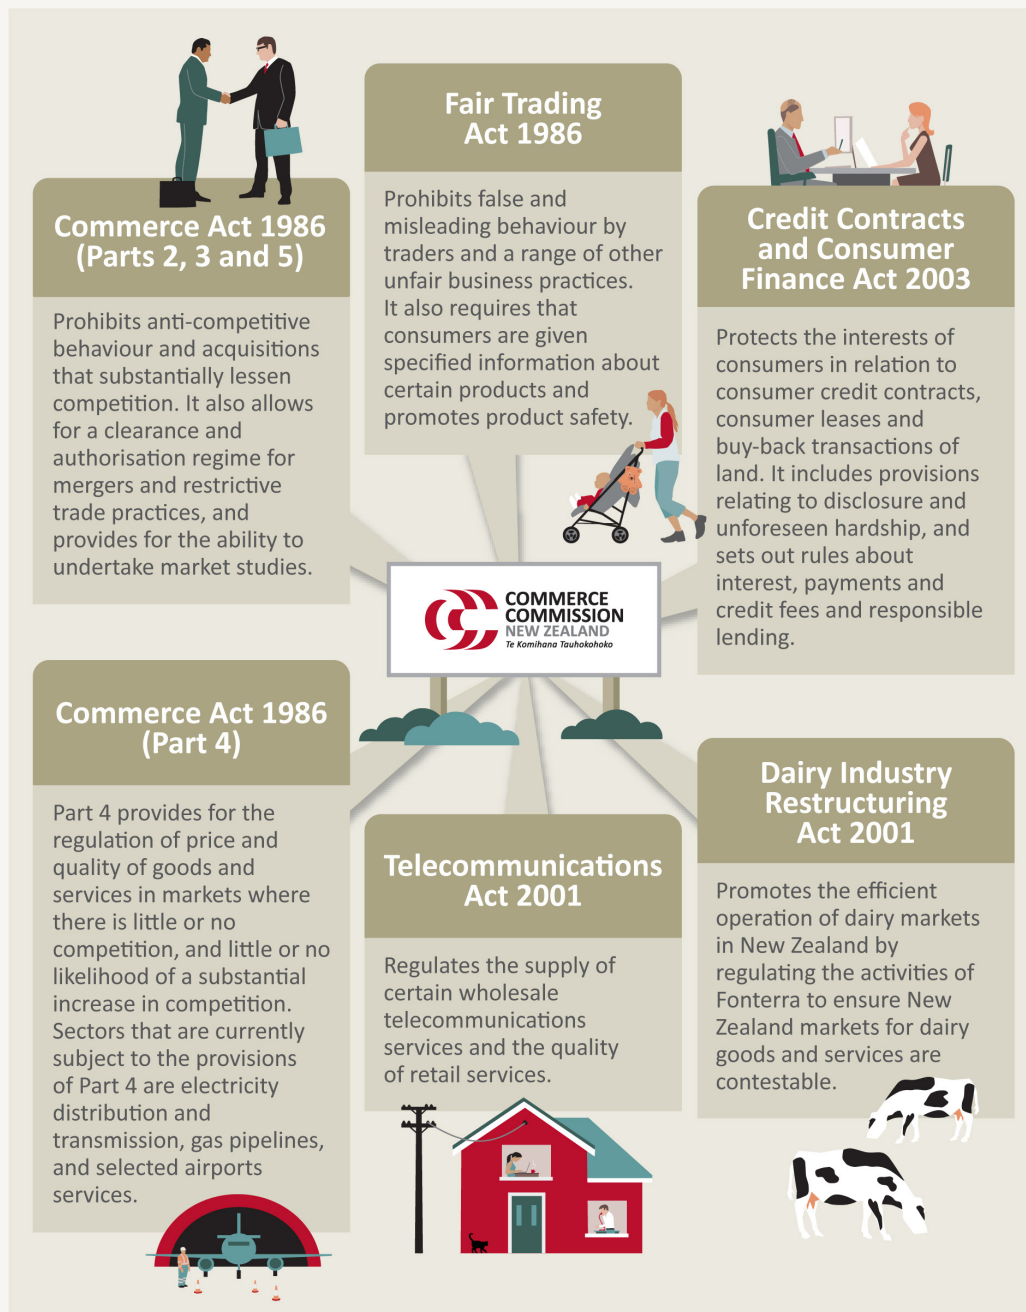 Commerce Act 1986
(Parts 2, 3 and 5)
Prohibits anti-competitive
behaviour and acquisitions
that substantially lessen
competition. It also allows
for a clearance and
authorisation regime for
mergers and restrictive
trade practices, and
provides for the ability to
undertake market studies.
Fair Trading
Act 1986
Prohibits false and
misleading behaviour by
traders and a range of other
unfair business practices.
It also requires that
consumers are given
specified information about
certain products and
promotes product safety.
Credit Contracts
and Consumer
Finance Act 2003
Protects the interests of
consumers in relation to
consumer credit contracts,
consumer leases and
buy-back transactions of
land. It includes provisions
relating to disclosure and
unforeseen hardship, and
sets out rules about
interest, payments and
credit fees and responsible
lending.
COMMERCE
COMMISSION
NEW ZEALAND
Te Komihana Tauhokohoko
Commerce Act 1986
(Part 4)
Part 4 provides for the
regulation of price and
quality of goods and
services in markets where
there is little or no
competition, and little or no
likelihood of a substantial
increase in competition.
Sectors that are currently
subject to the provisions
of Part 4 are electricity
distribution and
transmission, gas pipelines,
and selected airports
services.
Telecommunications
Act 2001
Regulates the supply of
certain wholesale
telecommunications
services and the quality
of retail services.
Dairy Industry
Restructuring
Act 2001
Promotes the efficient
operation of dairy markets
in New Zealand by
regulating the activities of
Fonterra to ensure New
Zealand markets for dairy
goods and services are
contestable.